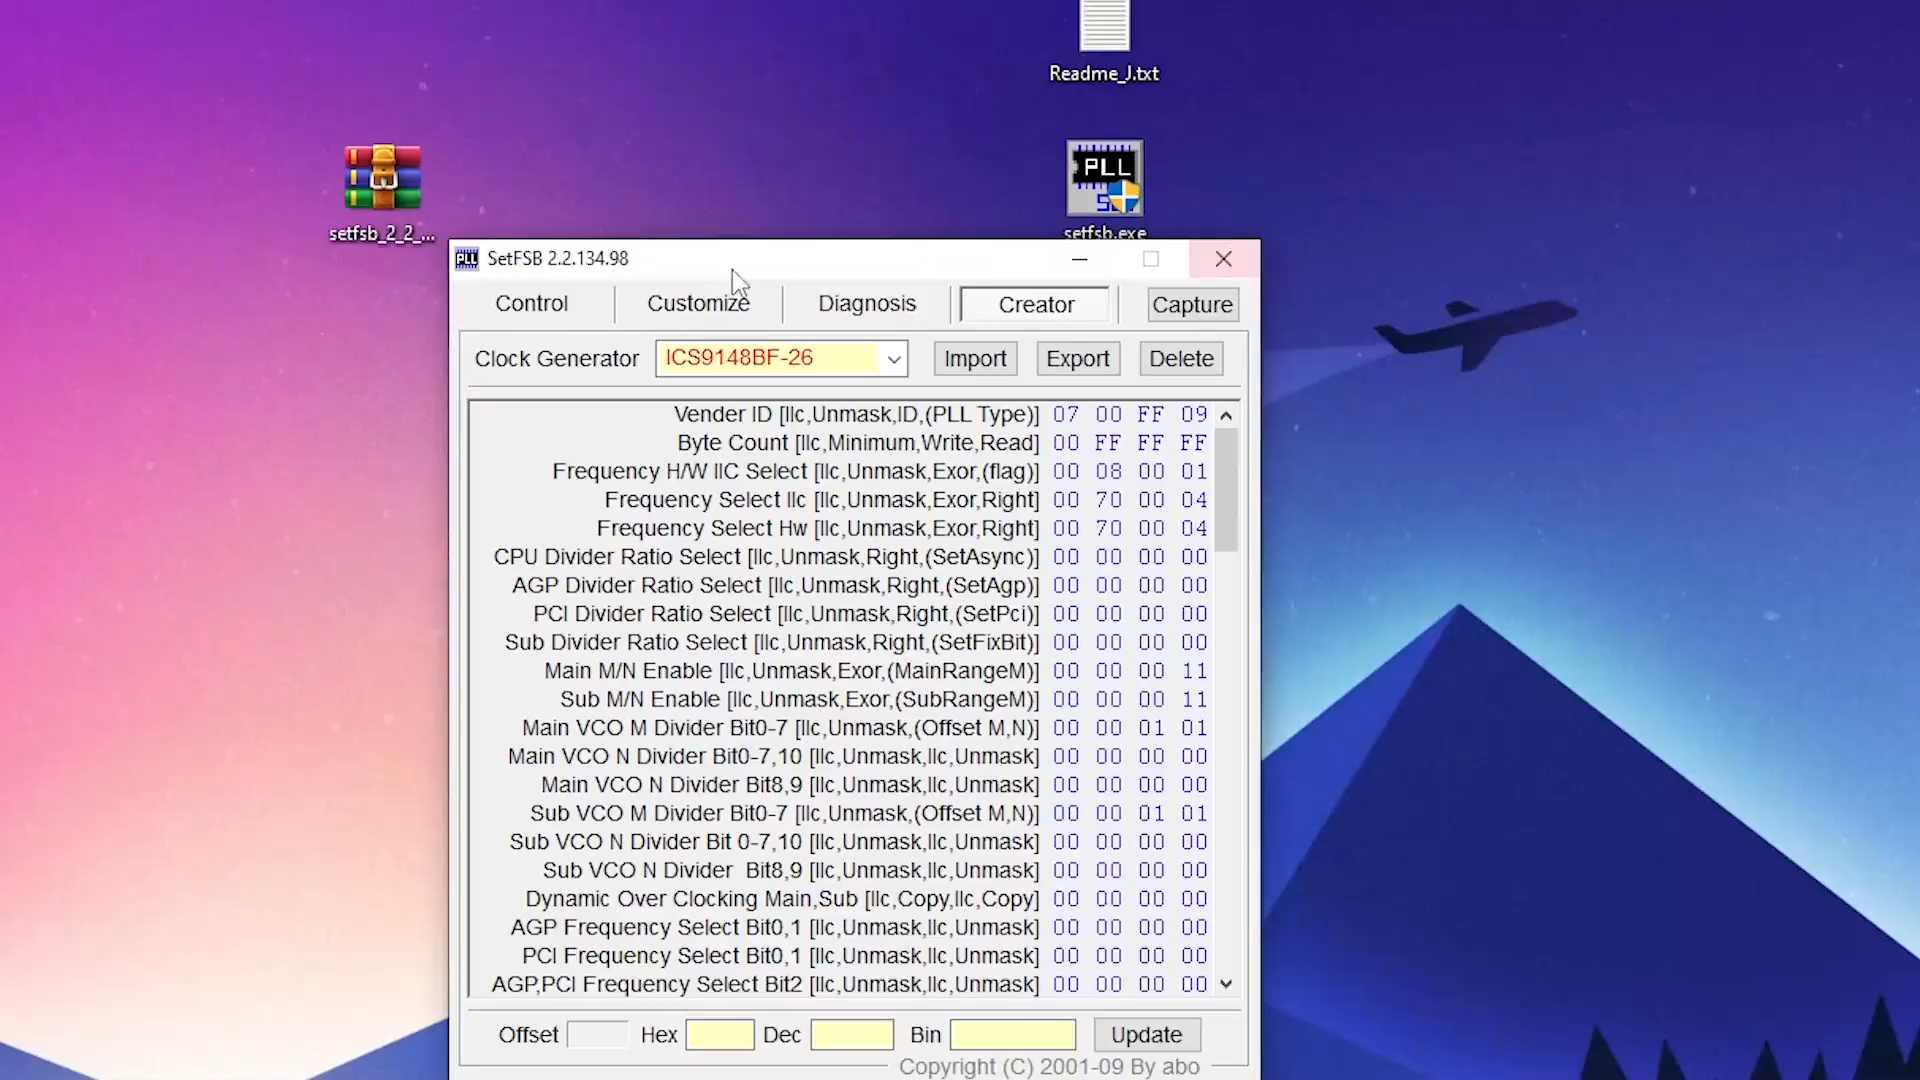 Readme_J.txt
PLL
S
setfsb_2_2_...
setfsb.exe
PLL SetFSB 2.2.134.98
Control Customize Diagnosis Creator Capture
Clock Generator ICS9148BF-26 Import Export Delete
Vender ID [IIc,Unmask,ID,(PLL Type)] 07 00 FF 09
Byte Count [IIc,Minimum,Write,Read] 00 FF FF FF
Frequency H/W IIC Select [IIc,Unmask,Exor,(flag)] 00 08 00 01
Frequency Select IIc [IIc,Unmask,Exor,Right] 00 70 00 04
Frequency Select Hw [IIc,Unmask,Exor,Right] 00 70 00 04
CPU Divider Ratio Select [IIc,Unmask,Right,(SetAsync)] 00 00 00 00
AGP Divider Ratio Select [IIc,Unmask,Right,(SetAgp)] 00 00 00 00
PCI Divider Ratio Select [IIc,Unmask,Right,(SetPci)] 00 00 00 00
Sub Divider Ratio Select [IIc,Unmask,Right,(SetFixBit)] 00 00 00 00
Main M/N Enable [IIc,Unmask,Exor,(MainRangeM)] 00 00 00 11
Sub M/N Enable [IIc,Unmask,Exor,(SubRangeM)] 00 00 00 11
Main VCO M Divider Bit0-7 [IIc,Unmask,(Offset M,N)] 00 00 01 01
Main VCO N Divider Bit0-7,10 [IIc,Unmask,IIc,Unmask] 00 00 00 00
Main VCO N Divider Bit8,9 [IIc,Unmask,IIc,Unmask] 00 00 00 00
Sub VCO M Divider Bit0-7 [IIc,Unmask,(Offset M,N)] 00 00 01 01
Sub VCO N Divider Bit 0-7,10 [IIc,Unmask,IIc,Unmask] 00 00 00 00
Sub VCO N Divider  Bit8,9 [IIc,Unmask,IIc,Unmask] 00 00 00 00
Dynamic Over Clocking Main,Sub [IIc,Copy,IIc,Copy] 00 00 00 00
AGP Frequency Select Bit0,1 [IIc,Unmask,IIc,Unmask] 00 00 00 00
PCI Frequency Select Bit0,1 [IIc,Unmask,IIc,Unmask] 00 00 00 00
AGP,PCI Frequency Select Bit2 [IIc,Unmask,IIc,Unmask] 00 00 00 00
Offset Hex Dec Bin Update
Copyright (C) 2001-09 By abo